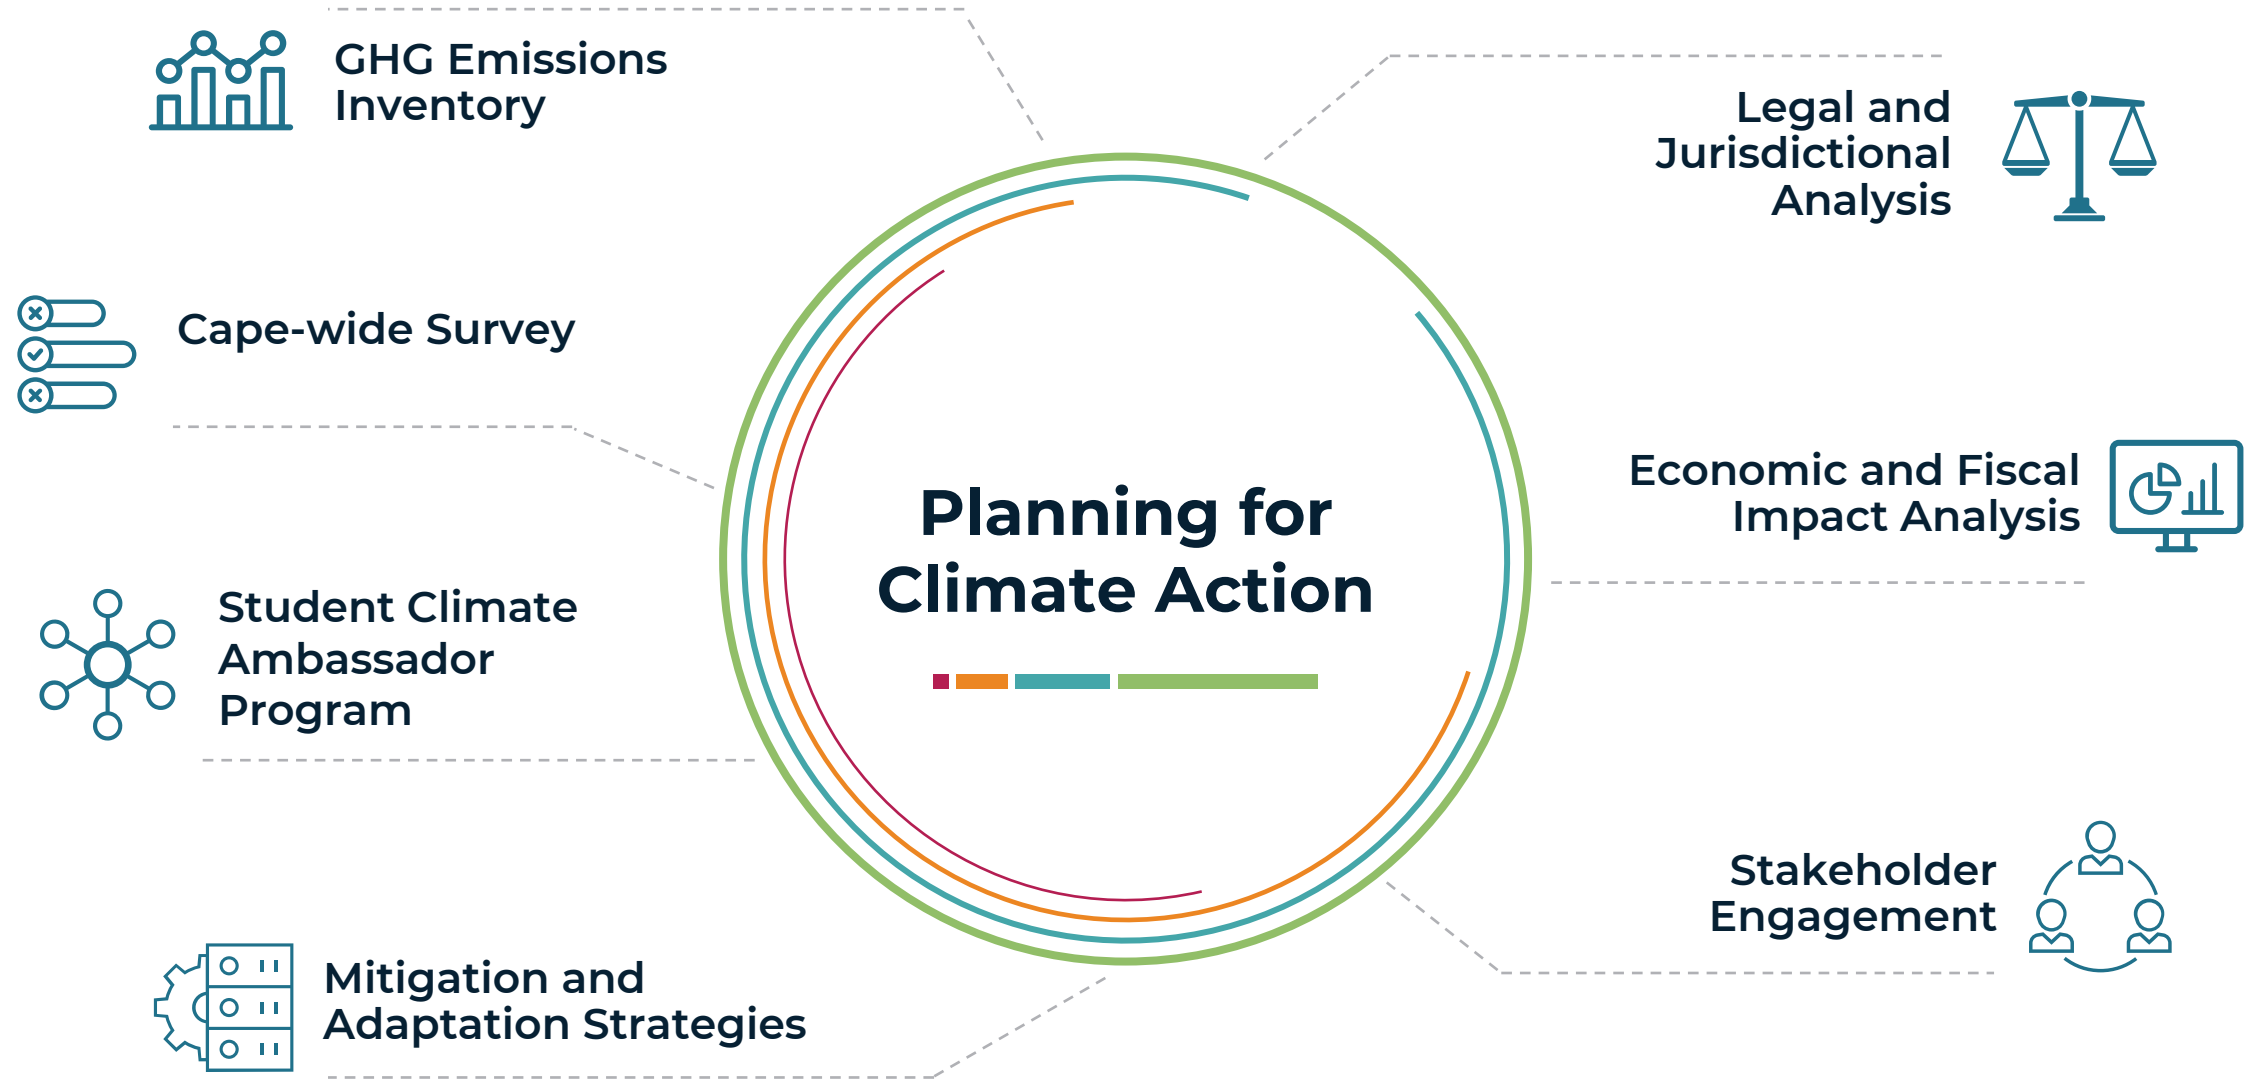 GHG Emissions
Inventory
Legal and
Jurisdictional
Analysis
Cape-wide Survey
Economic and Fiscal
Impact Analysis
Planning for
Climate Action
Student Climate
Ambassador
Program
Stakeholder
Engagement
Mitigation and
Adaptation Strategies